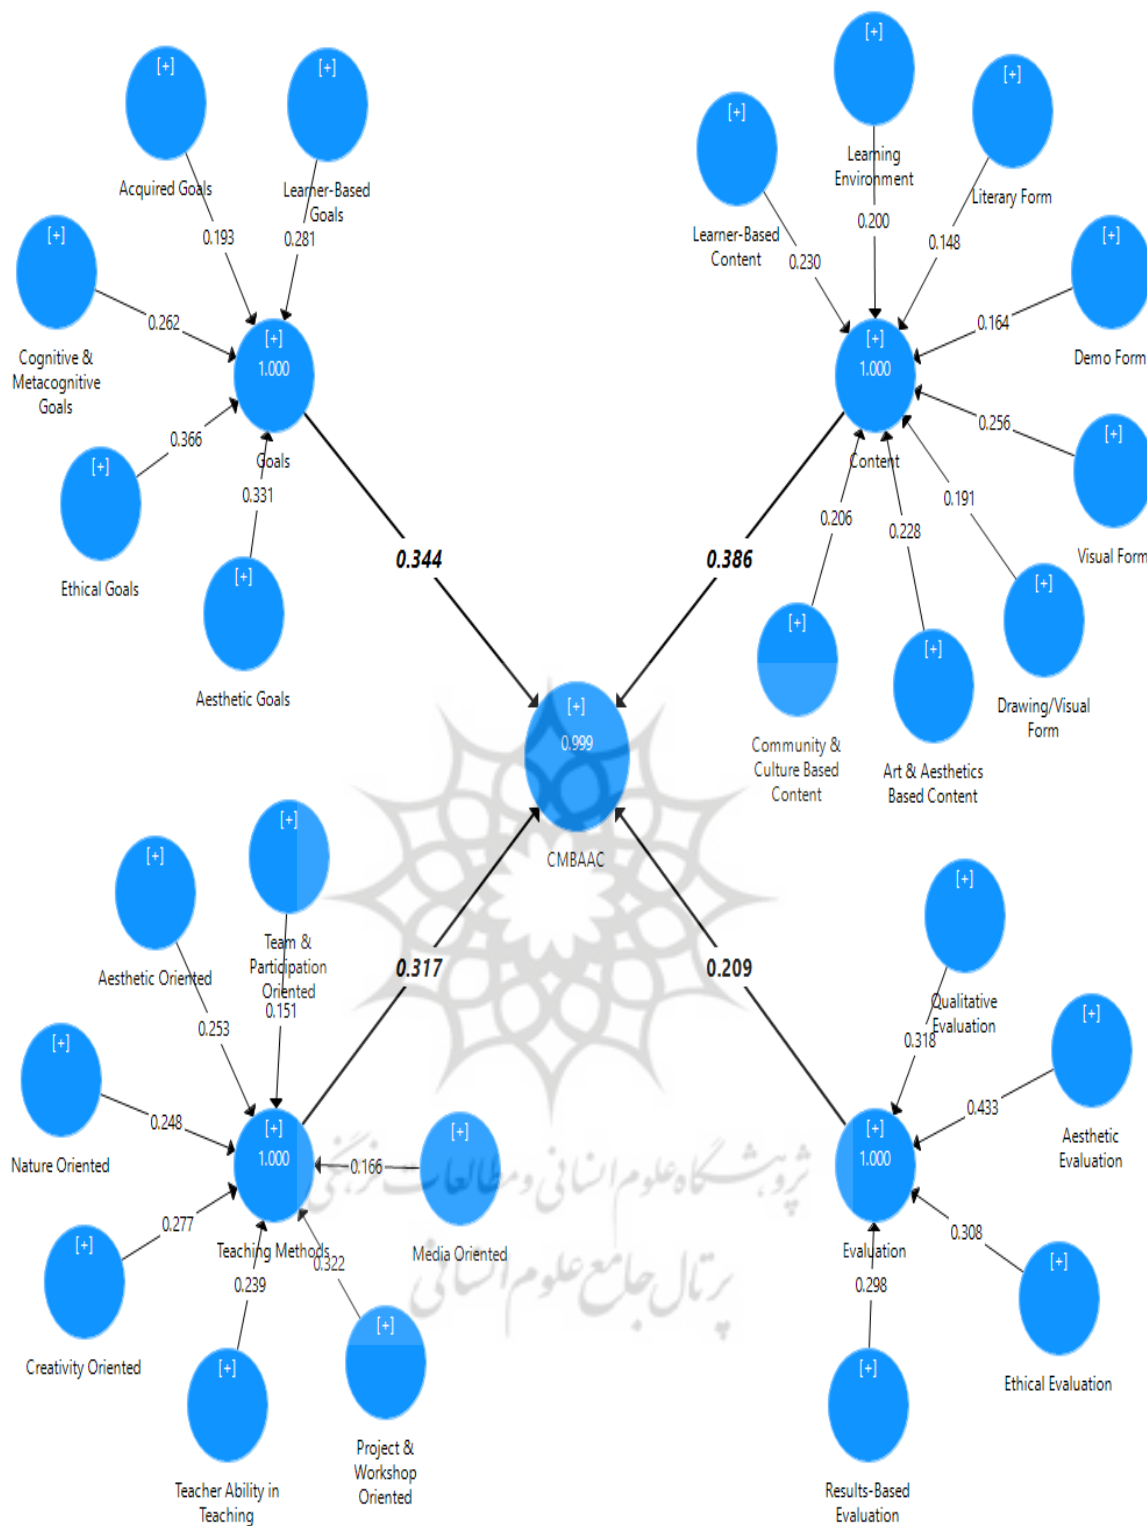 [+]
[+]
Acquired Goals
Learner-Based
Goals
0.193
0.281
[+]
Cognitive &
Metacognitive
Goals
0.262
[+]
1.000
Goals
[+]
Ethical Goals
0.366
[+]
Aesthetic Goals
0.331
[+]
Learner-Based
Content
0.230
[+]
Learning
Environment
0.200
[+]
Literary Form
0.148
[+]
Demo Form
0.164
[+]
1.000
Content
[+]
Visual Form
0.256
[+]
Drawing/Visual
Form
0.191
[+]
Art & Aesthetics
Based Content
0.228
[+]
Community &
Culture Based
Content
0.206
0.344
0.386
[+]
0.999
CMBAAC
0.317
0.209
[+]
Aesthetic Oriented
0.253
[+]
Team &
Participation
Oriented
0.151
[+]
Nature Oriented
0.248
[+]
1.000
Teaching Methods
[+]
Media Oriented
0.166
[+]
Creativity Oriented
0.277
[+]
Teacher Ability in
Teaching
0.239
[+]
Project &
Workshop
Oriented
0.322
[+]
Qualitative
Evaluation
0.318
[+]
Aesthetic
Evaluation
0.433
[+]
1.000
Evaluation
[+]
Ethical Evaluation
0.308
[+]
Results-Based
Evaluation
0.298
پژوهشگاه علوم انسانی و مطالعات فرهنگی
پرتال جامع علوم انسانی